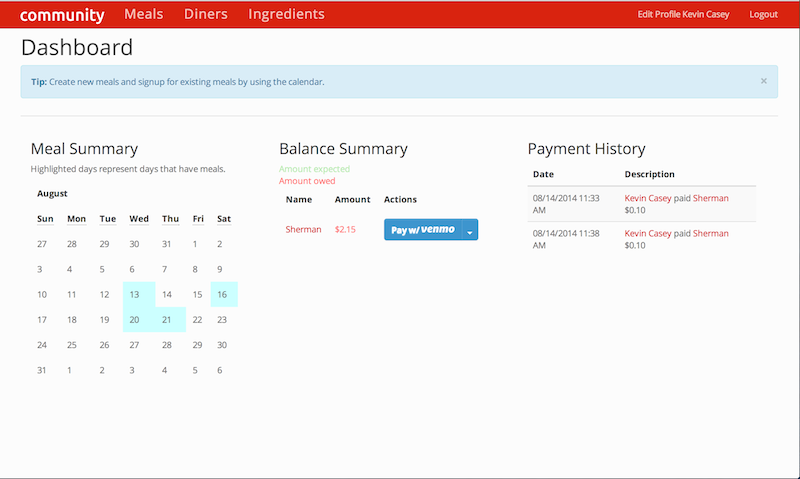 community Meals Diners Ingredients Edit Profile Kevin Casey Logout
Dashboard
Tip: Create new meals and signup for existing meals by using the calendar. ×
Meal Summary
Highlighted days represent days that have meals.
August
Sun Mon Tue Wed Thu Fri Sat
27 28 29 30 31 1 2
3 4 5 6 7 8 9
10 11 12 13 14 15 16
17 18 19 20 21 22 23
24 25 26 27 28 29 30
31 1 2 3 4 5 6
Balance Summary
Amount expected
Amount owed
Name Amount Actions
Sherman $2.15 Pay w/ venmo
Payment History
Date Description
08/14/2014 11:33 Kevin Casey paid Sherman
AM $0.10
08/14/2014 11:38 Kevin Casey paid Sherman
AM $0.10